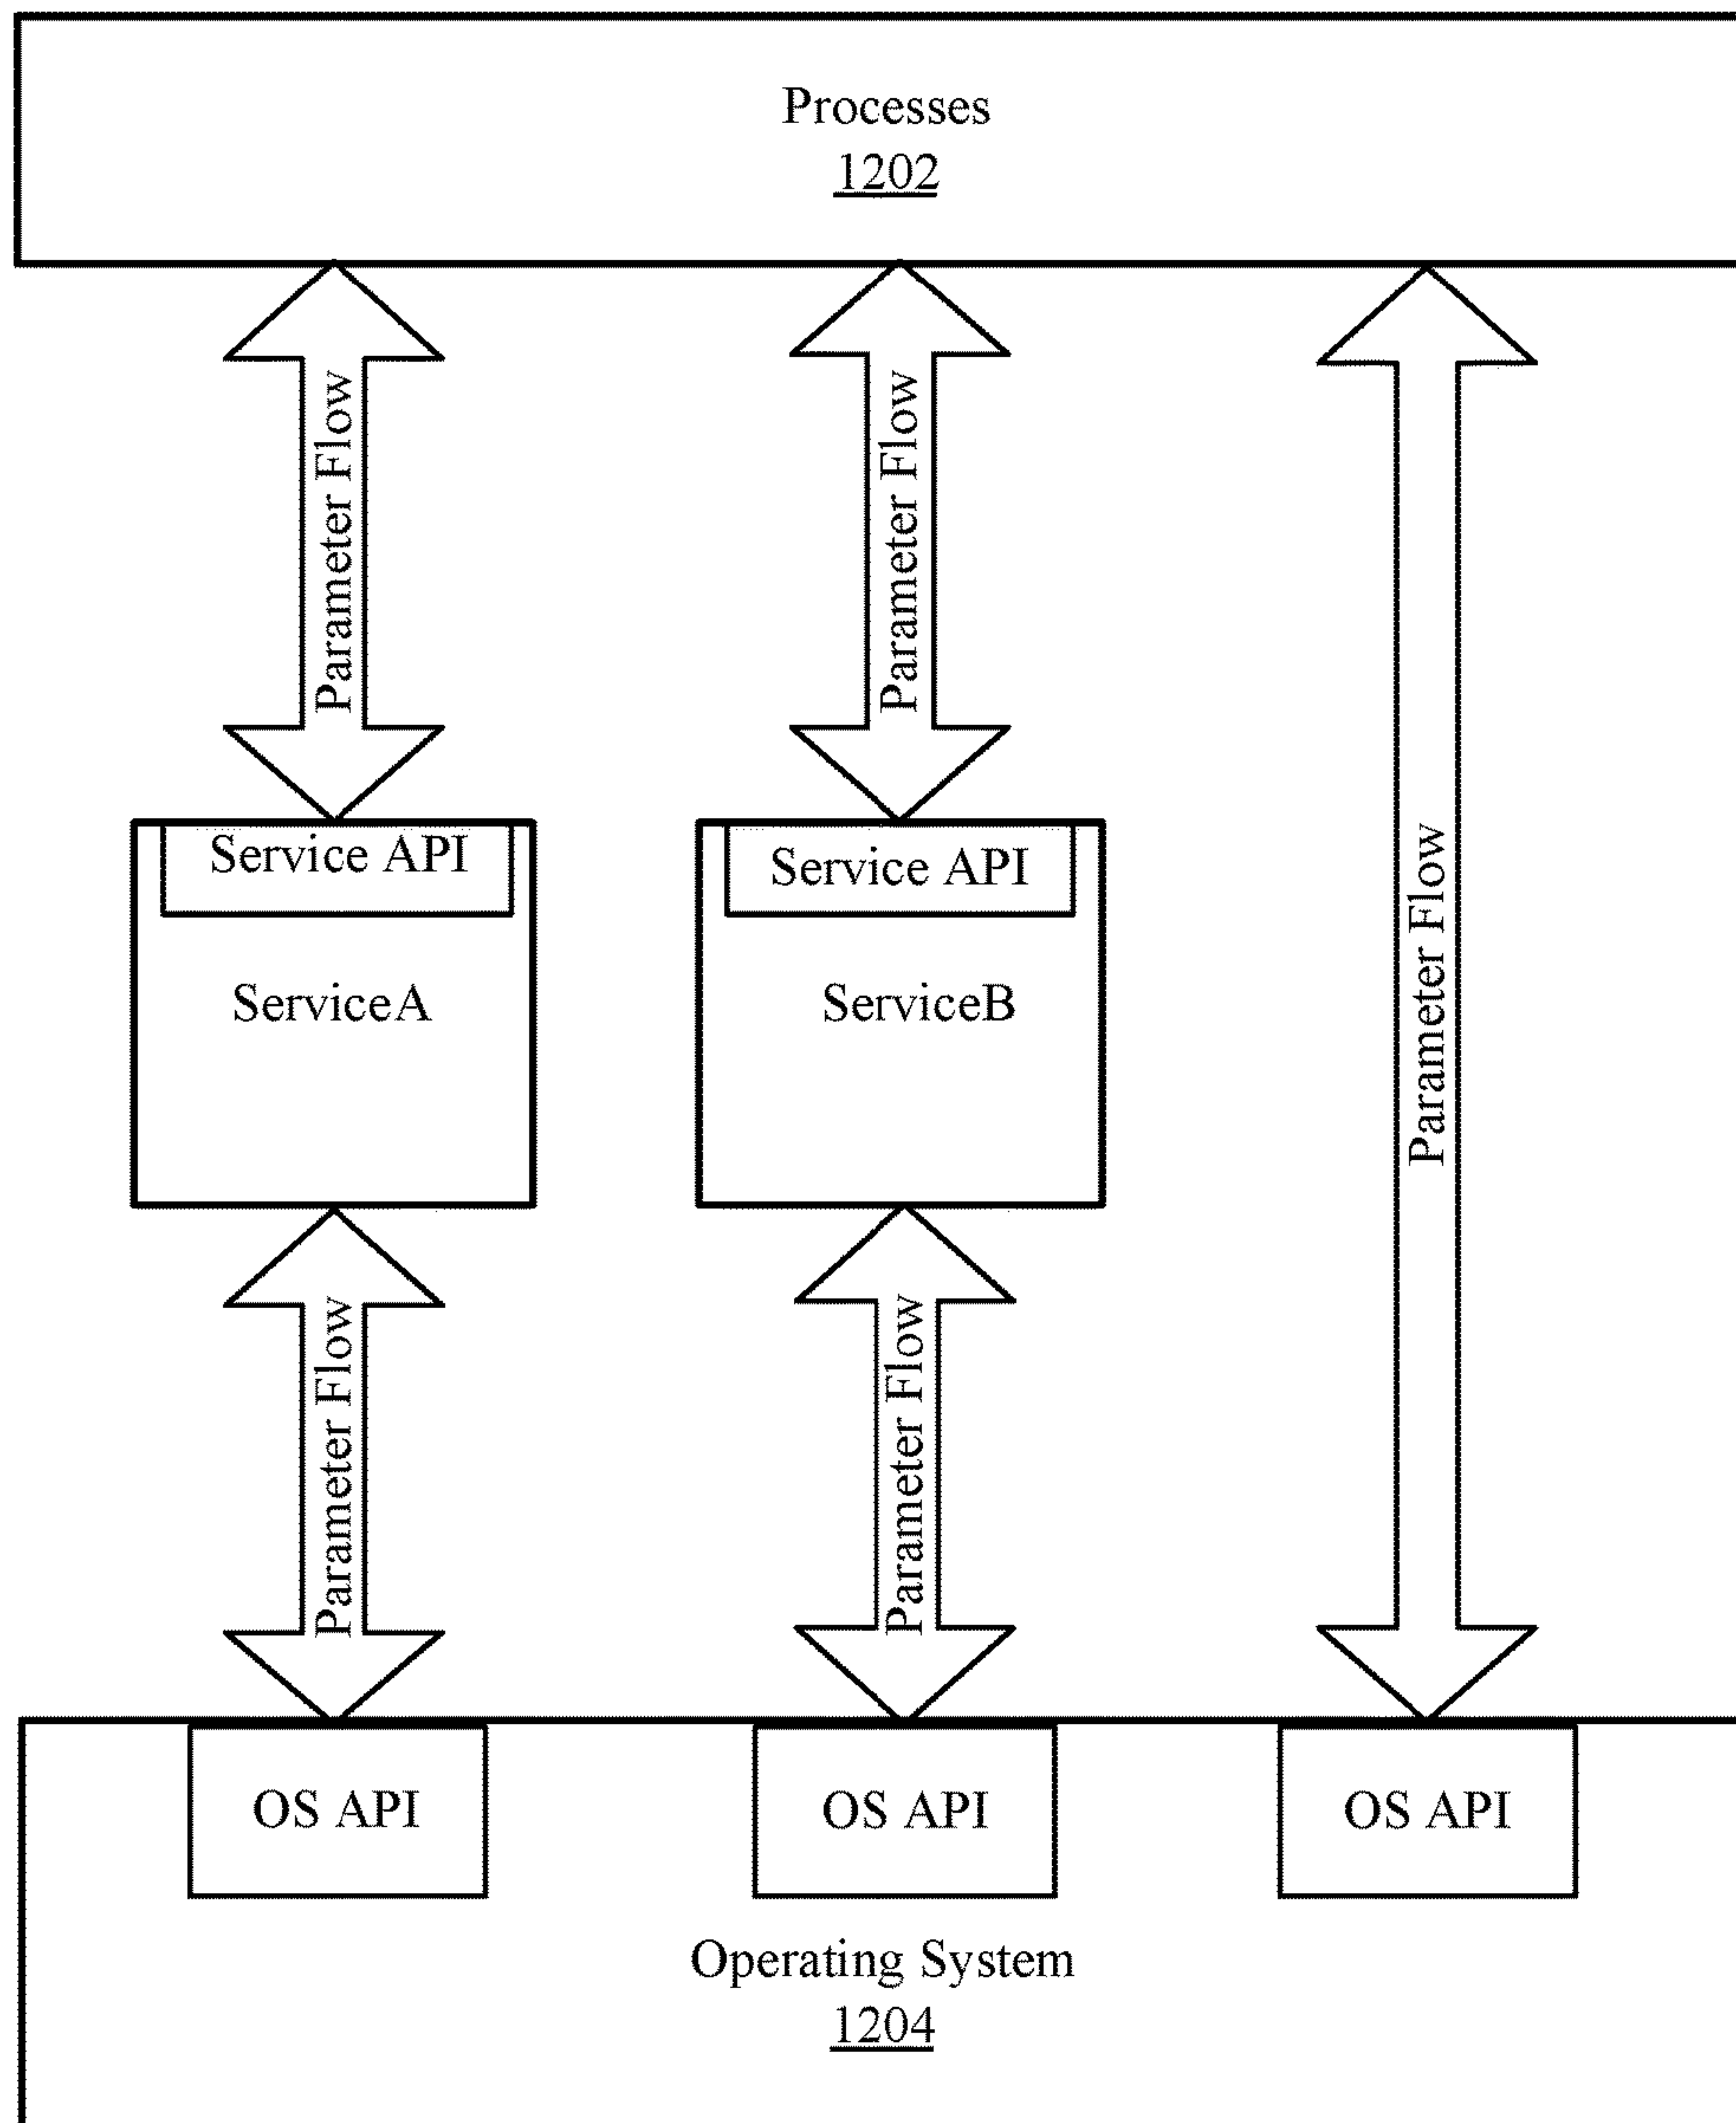 Processes
1202
Parameter Flow
Parameter Flow
Parameter Flow
Service API
Service API
ServiceA
ServiceB
Parameter Flow
Parameter Flow
OS API
OS API
OS API
Operating System
1204